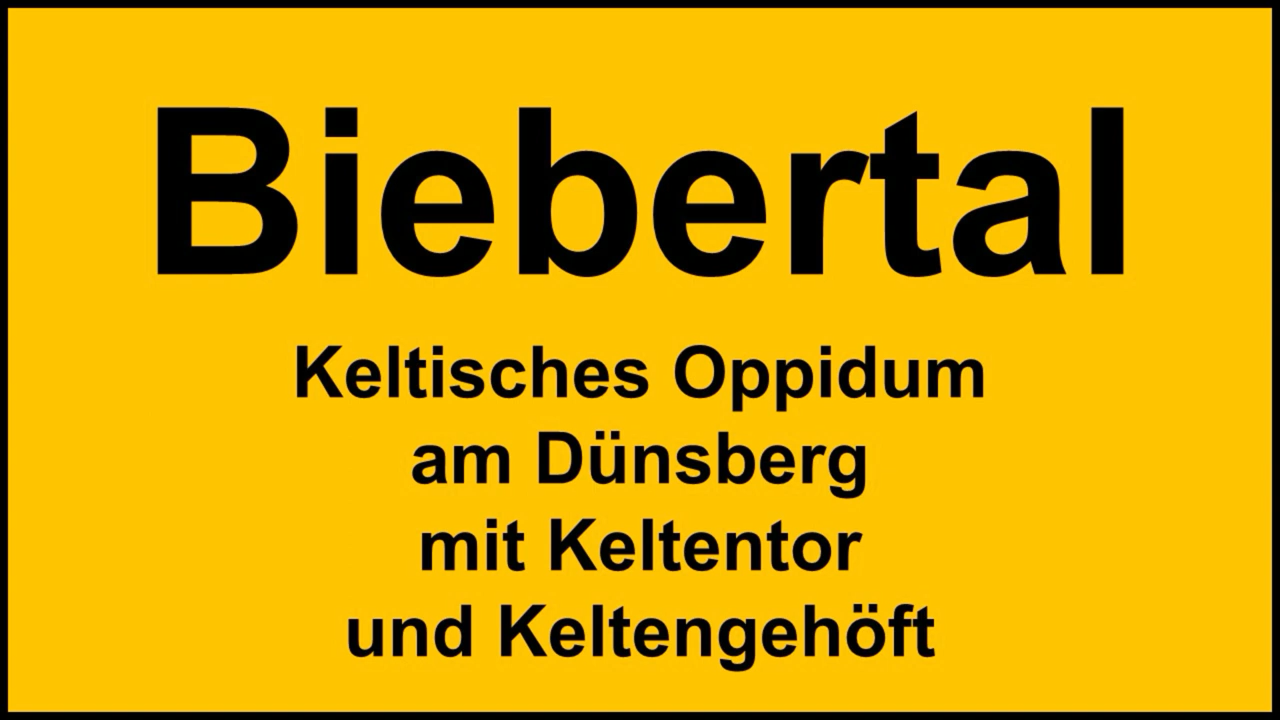 Biebertal
Keltisches Oppidum
am Dünsberg
mit Keltentor
und Keltengehöft